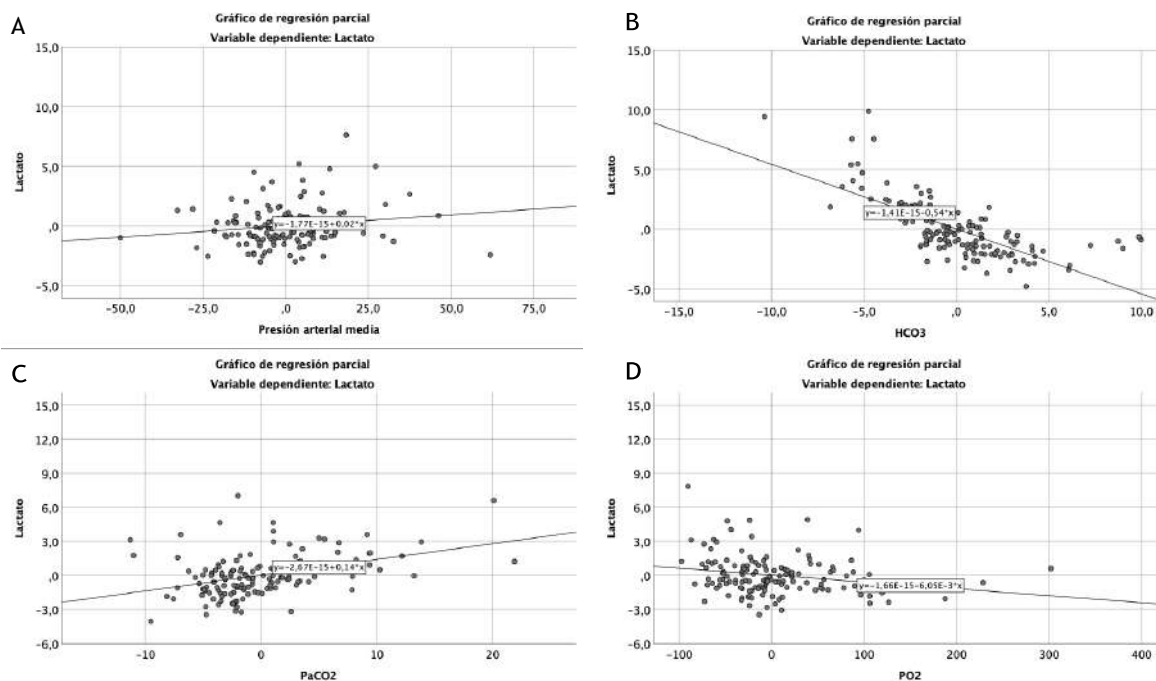 A
Gráfico de regresión parcial
Variable dependiente: Lactato
15,0
10,0
5,0
,0
-5,0
Lactato
y=-1,77E-15+0,02*x
-50,0 -25,0 ,0 25,0 50,0 75,0
Presión arterlal media
B
Gráfico de regresión parcial
Variable dependiente: Lactato
15,0
10,0
5,0
,0
-5,0
Lactato
y=-1,41E-15-0,54*x
-15,0 -10,0 -5,0 ,0 5,0 10,0
HCO3
C
Gráfico de regresión parcial
Variable dependiente: Lactato
15,0
12,0
9,0
6,0
3,0
,0
-3,0
-6,0
Lactato
y=-2,67E-15+0,14*x
-10 0 10 20
PaCO2
D
Gráfico de regresión parcial
Variable dependiente: Lactato
15,0
12,0
9,0
6,0
3,0
,0
-3,0
-6,0
Lactato
y=-1,66E-15-6,05E-3*x
-100 0 100 200 300 400
PO2